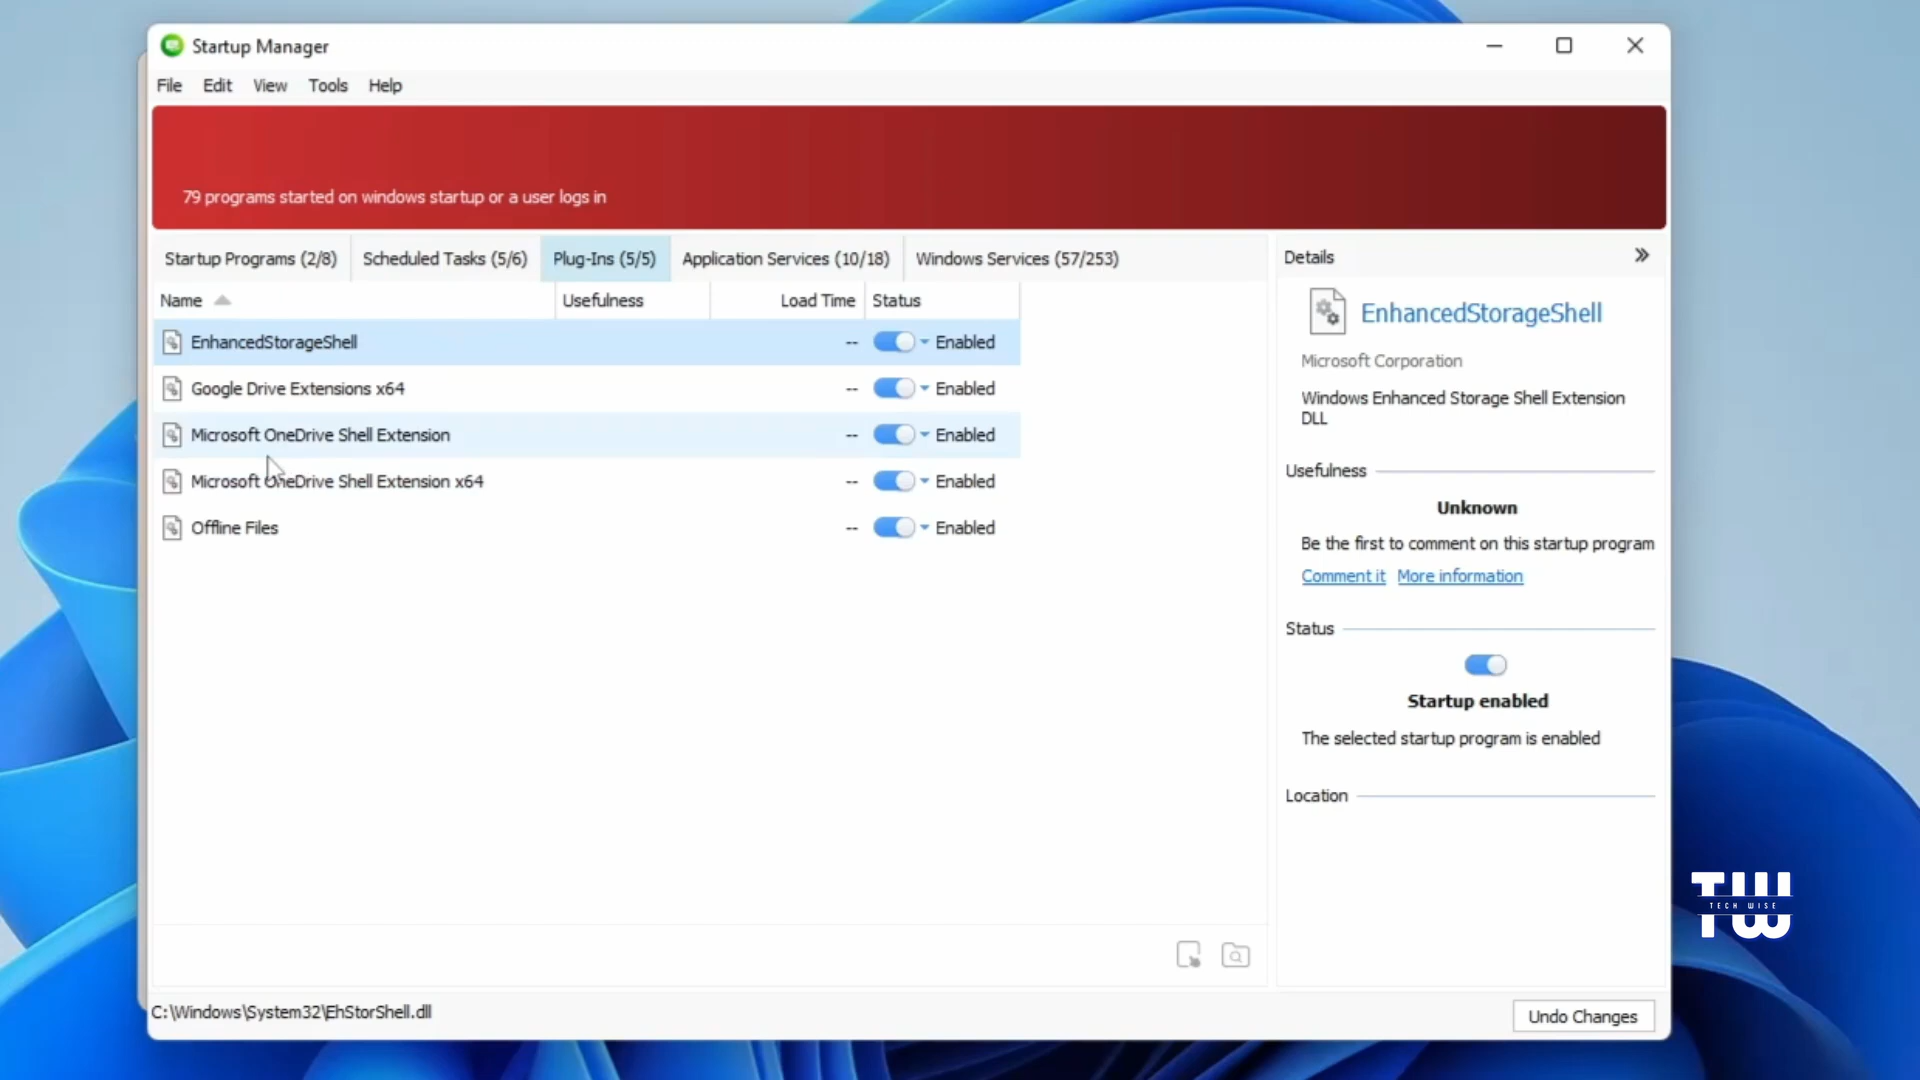 Startup Manager
File Edit View Tools Help
79 programs started on windows startup or a user logs in
Startup Programs (2/8) Scheduled Tasks (5/6) Plug-Ins (5/5) Application Services (10/18) Windows Services (57/253)
Name Usefulness Load Time Status
EnhancedStorageShell -- Enabled
Google Drive Extensions x64 -- Enabled
Microsoft OneDrive Shell Extension -- Enabled
Microsoft OneDrive Shell Extension x64 -- Enabled
Offline Files -- Enabled
Details
EnhancedStorageShell
Microsoft Corporation
Windows Enhanced Storage Shell Extension
DLL
Usefulness
Unknown
Be the first to comment on this startup program
Comment it More information
Status
Startup enabled
The selected startup program is enabled
Location
TW
TECH WISE
C:\Windows\System32\EhStorShell.dll
Undo Changes